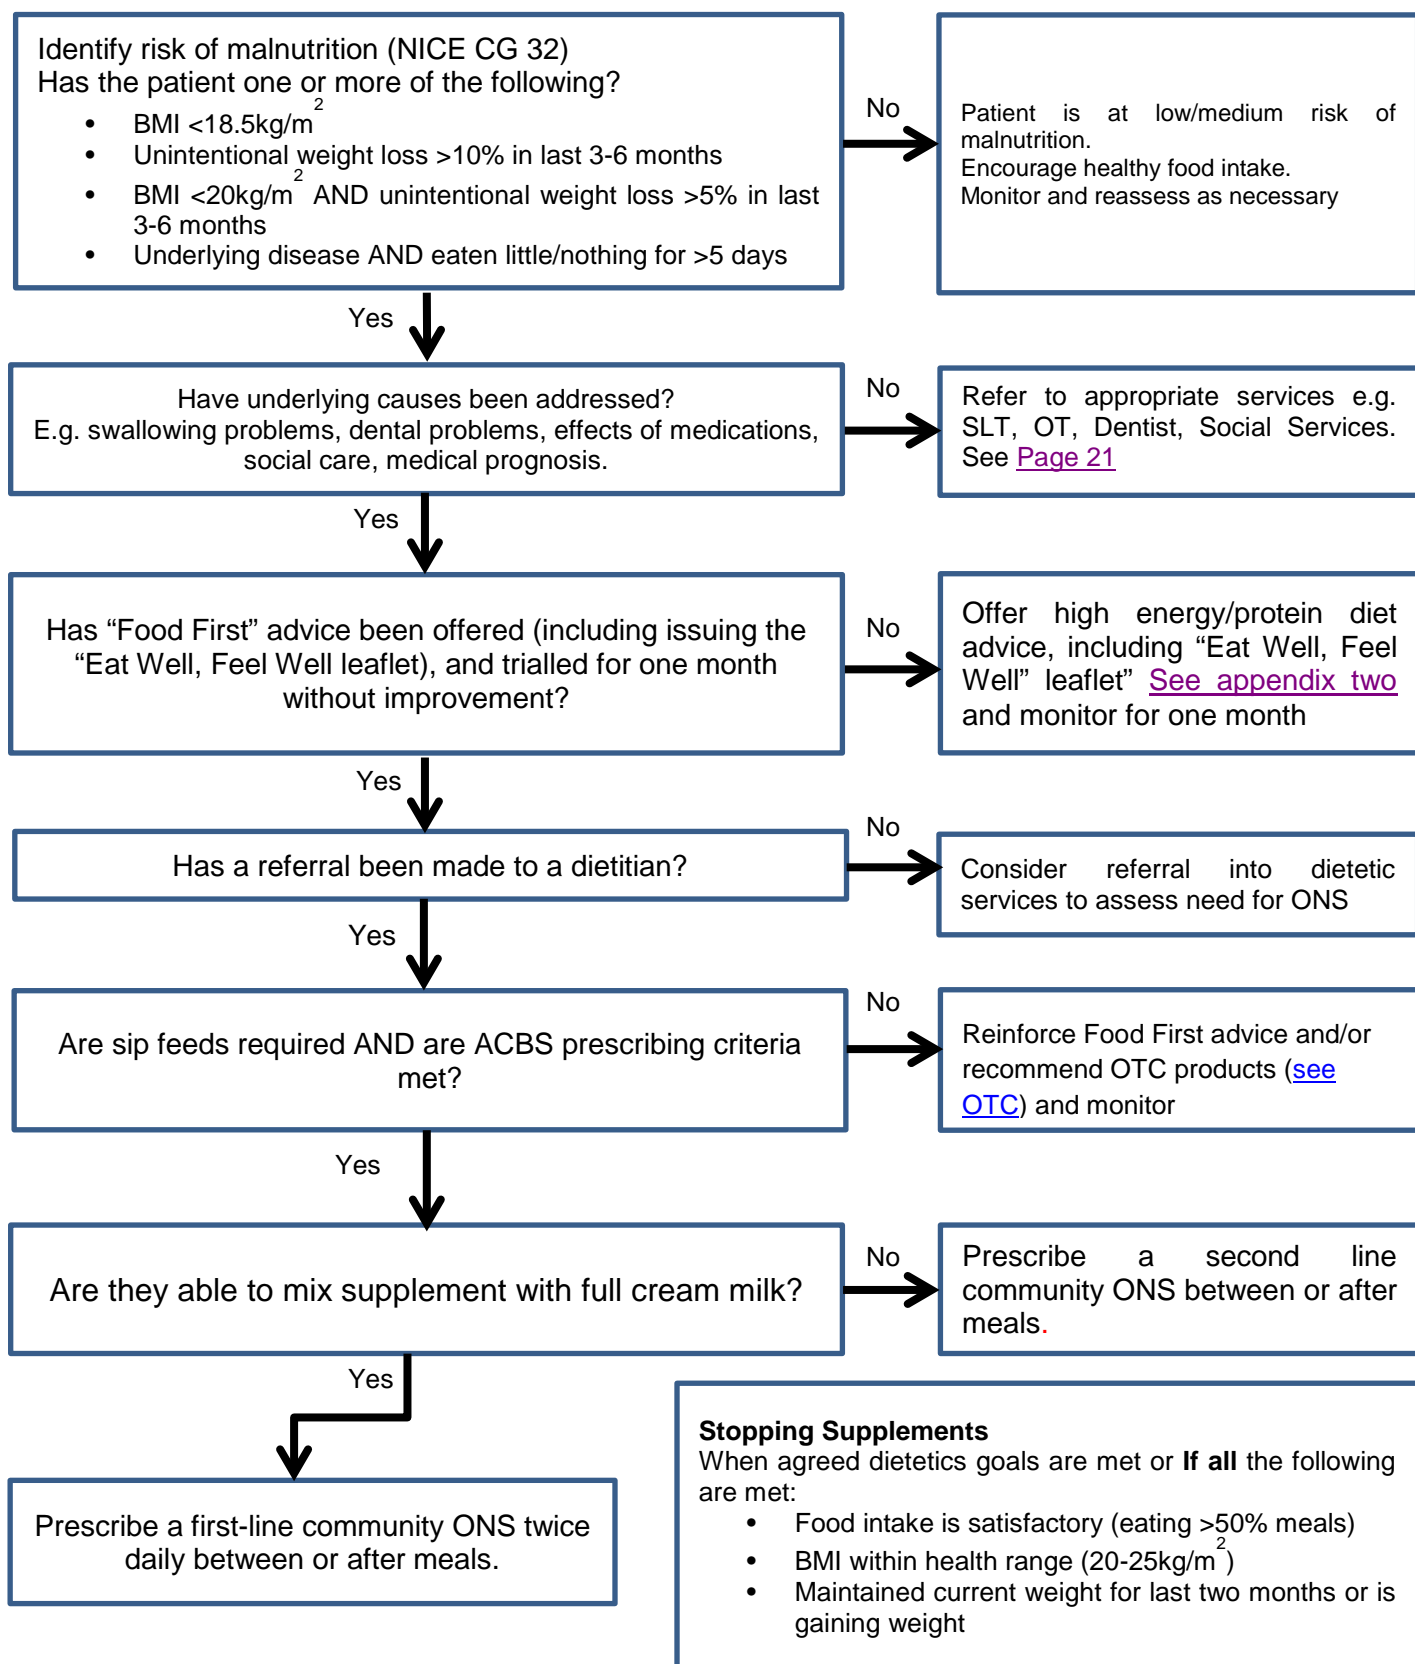 Identify risk of malnutrition (NICE CG 32)
Has the patient one or more of the following?
• BMI <18.5kg/m2
• Unintentional weight loss >10% in last 3-6 months
• BMI <20kg/m2 AND unintentional weight loss >5% in last
3-6 months
• Underlying disease AND eaten little/nothing for >5 days
No
Patient is at low/medium risk of
malnutrition.
Encourage healthy food intake.
Monitor and reassess as necessary
Yes
Have underlying causes been addressed?
E.g. swallowing problems, dental problems, effects of medications,
social care, medical prognosis.
No
Refer to appropriate services e.g.
SLT, OT, Dentist, Social Services.
See Page 21
Yes
Has “Food First” advice been offered (including issuing the
“Eat Well, Feel Well leaflet), and trialled for one month
without improvement?
No
Offer high energy/protein diet
advice, including “Eat Well, Feel
Well” leaflet” See appendix two
and monitor for one month
Yes
Has a referral been made to a dietitian?
No
Consider referral into dietetic
services to assess need for ONS
Yes
Are sip feeds required AND are ACBS prescribing criteria
met?
No
Reinforce Food First advice and/or
recommend OTC products (see
OTC) and monitor
Yes
Are they able to mix supplement with full cream milk?
No
Prescribe a second line
community ONS between or after
meals.
Yes
Prescribe a first-line community ONS twice
daily between or after meals.
Stopping Supplements
When agreed dietetics goals are met or If all the following
are met:
• Food intake is satisfactory (eating >50% meals)
• BMI within health range (20-25kg/m2)
• Maintained current weight for last two months or is
gaining weight